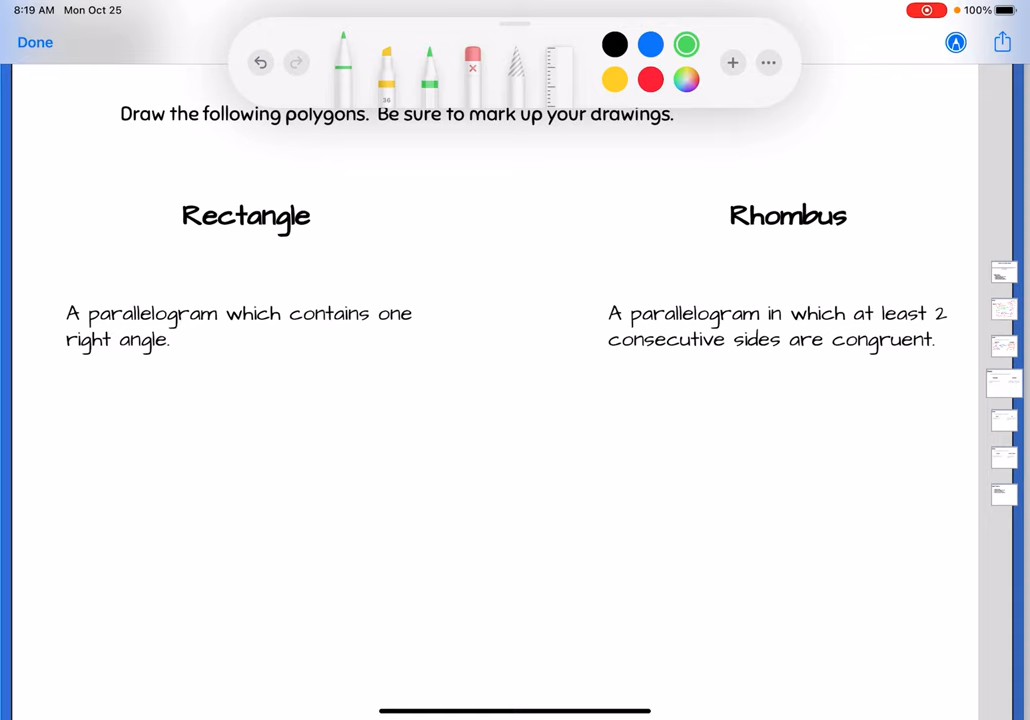 8:19 AM Mon Oct 25
100%
Done
36
Draw the following polygons. Be sure to mark up your drawings.
Rectangle
Rhombus
A parallelogram which contains one
right angle.
A parallelogram in which at least 2
consecutive sides are congruent.